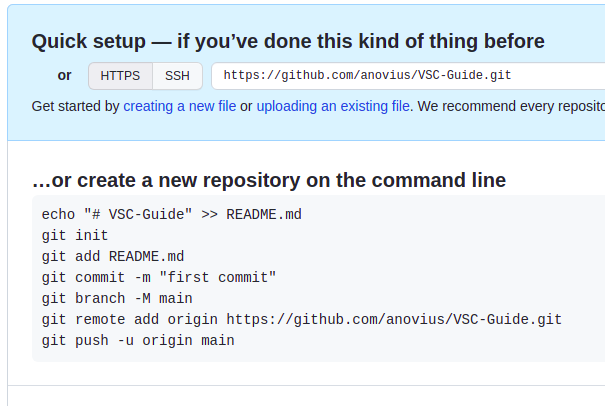 Quick setup — if you’ve done this kind of thing before
or HTTPS SSH https://github.com/anovius/VSC-Guide.git
Get started by creating a new file or uploading an existing file. We recommend every
…or create a new repository on the command line
echo "# VSC-Guide" >> README.md
git init
git add README.md
git commit -m "first commit"
git branch -M main
git remote add origin https://github.com/anovius/VSC-Guide.git
git push -u origin main